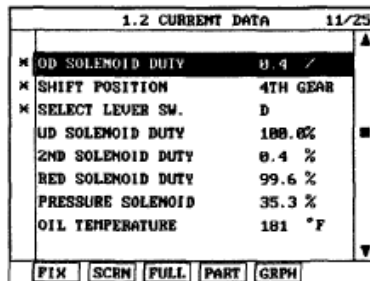 1.2 CURRENT DATA 11/25
* OD SOLENOID DUTY 0.4 %
* SHIFT POSITION 4TH GEAR
* SELECT LEVER SW. D
UD SOLENOID DUTY 100.0%
2ND SOLENOID DUTY 0.4 %
RED SOLENOID DUTY 99.6 %
PRESSURE SOLENOID 35.3 %
OIL TEMPERATURE 181 °F
FIX SCRN FULL PART GRPH